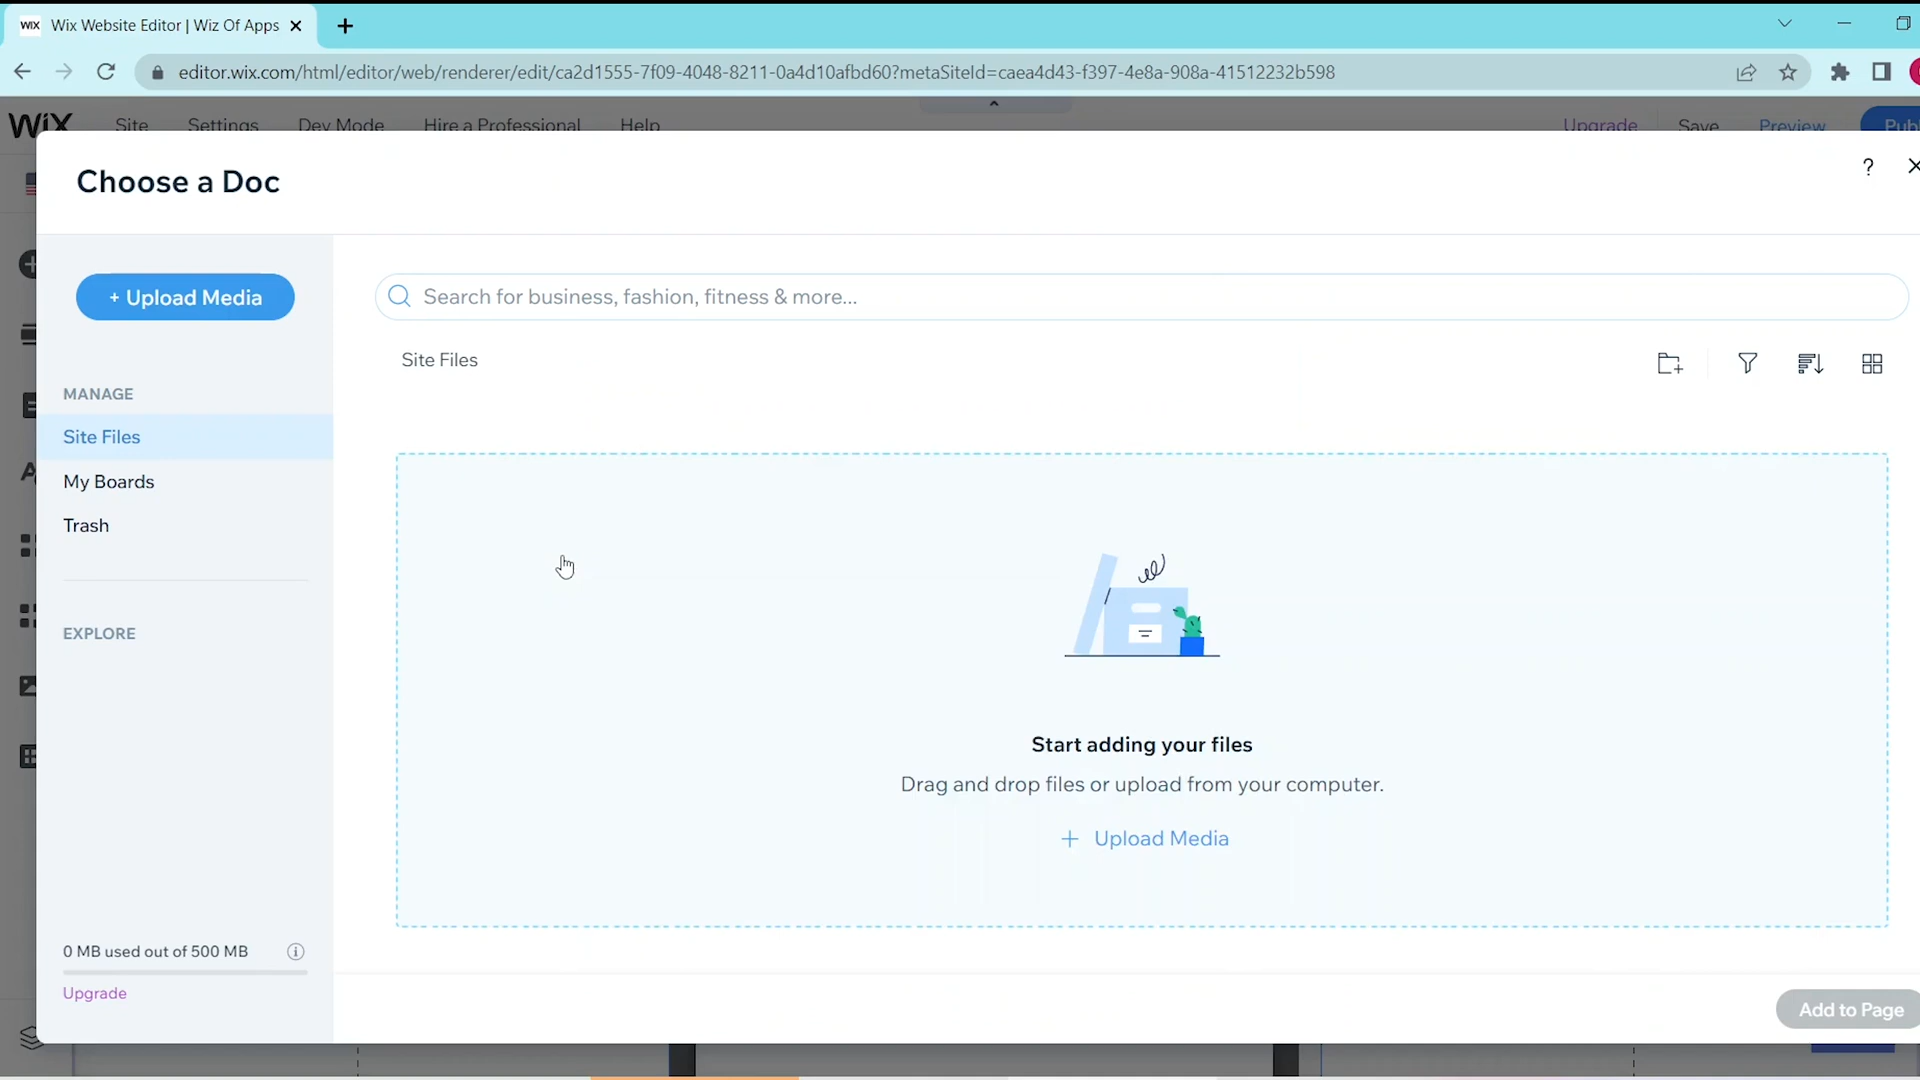 WIX Wix Website Editor | Wiz Of Apps
editor.wix.com/html/editor/web/renderer/edit/ca2d1555-7f09-4048-8211-0a4d10afbd60?metaSiteId=caea4d43-f397-4e8a-908a-41512232b598
WIX Site Settings Dev Mode Hire a Professional Help Upgrade Save Preview Publ
Choose a Doc
?
+ Upload Media
Search for business, fashion, fitness & more...
Site Files
MANAGE
Site Files
My Boards
Trash
EXPLORE
Start adding your files
Drag and drop files or upload from your computer.
+ Upload Media
0 MB used out of 500 MB
Upgrade
Add to Page